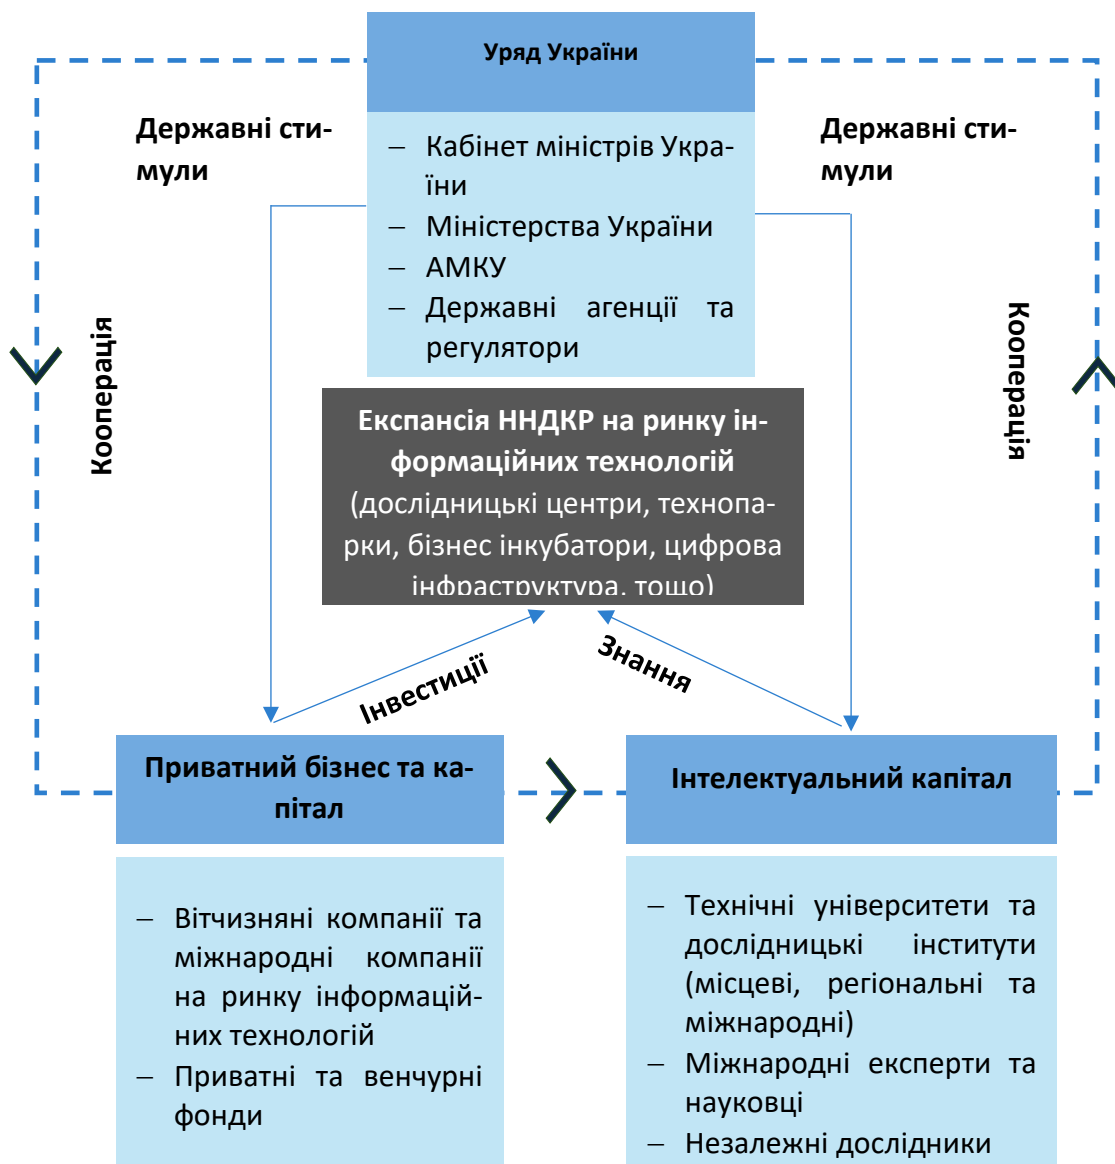 Уряд України
Державні сти-
мули
Державні сти-
мули
– Кабінет міністрів Укра-
їни
– Міністерства України
– АМКУ
– Державні агенції та
регулятори
Кооперація
Кооперація
Експансія ННДКР на ринку ін-
формаційних технологій
(дослідницькі центри, технопа-
рки, бізнес інкубатори, цифрова
інфраструктура, тощо)
Інвестиції
Знання
Приватний бізнес та ка-
пітал
Інтелектуальний капітал
– Вітчизняні компанії та
міжнародні компанії
на ринку інформацій-
них технологій
– Приватні та венчурні
фонди
– Технічні університети та
дослідницькі інститути
(місцеві, регіональні та
міжнародні)
– Міжнародні експерти та
науковці
– Незалежні дослідники